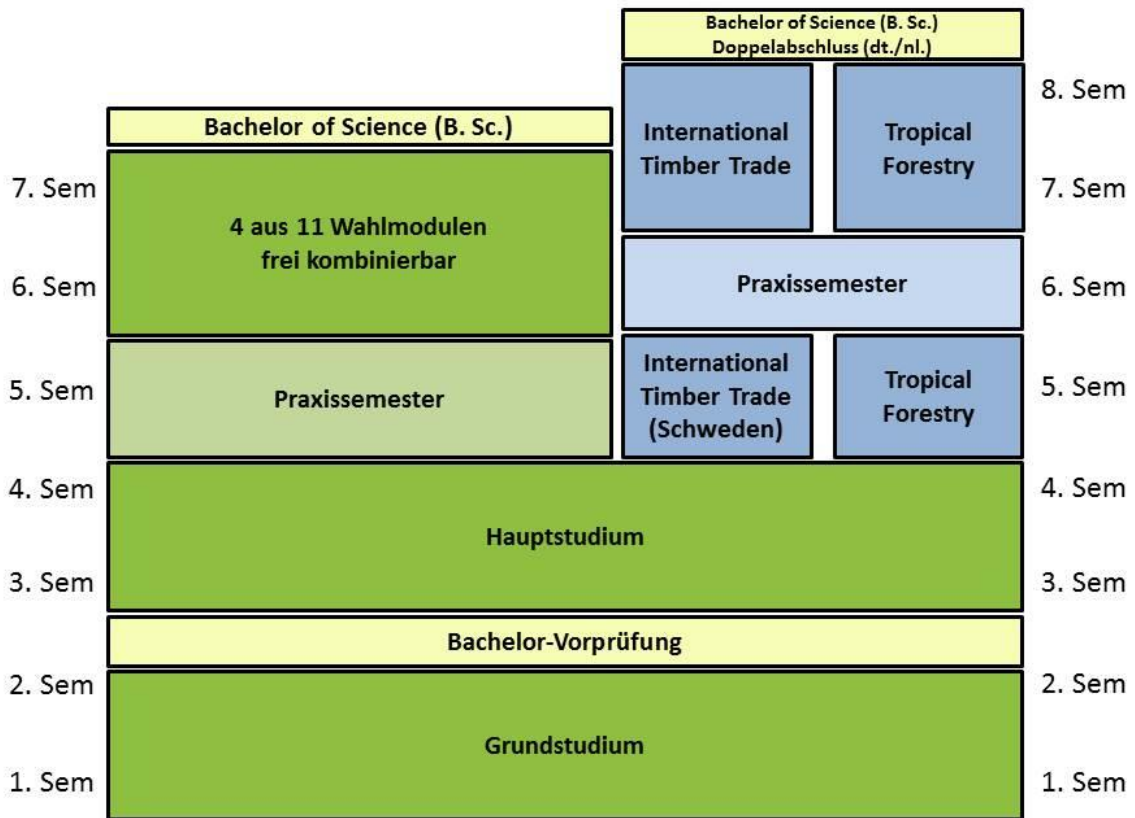 Bachelor of Science (B. Sc.)
Doppelabschluss (dt./nl.)
8. Sem
International
Timber Trade
Tropical
Forestry
Bachelor of Science (B. Sc.)
7. Sem
4 aus 11 Wahlmodulen
frei kombinierbar
7. Sem
6. Sem
Praxissemester
6. Sem
5. Sem
Praxissemester
International
Timber Trade
(Schweden)
Tropical
Forestry
5. Sem
4. Sem
4. Sem
Hauptstudium
3. Sem
3. Sem
Bachelor-Vorprüfung
2. Sem
2. Sem
Grundstudium
1. Sem
1. Sem